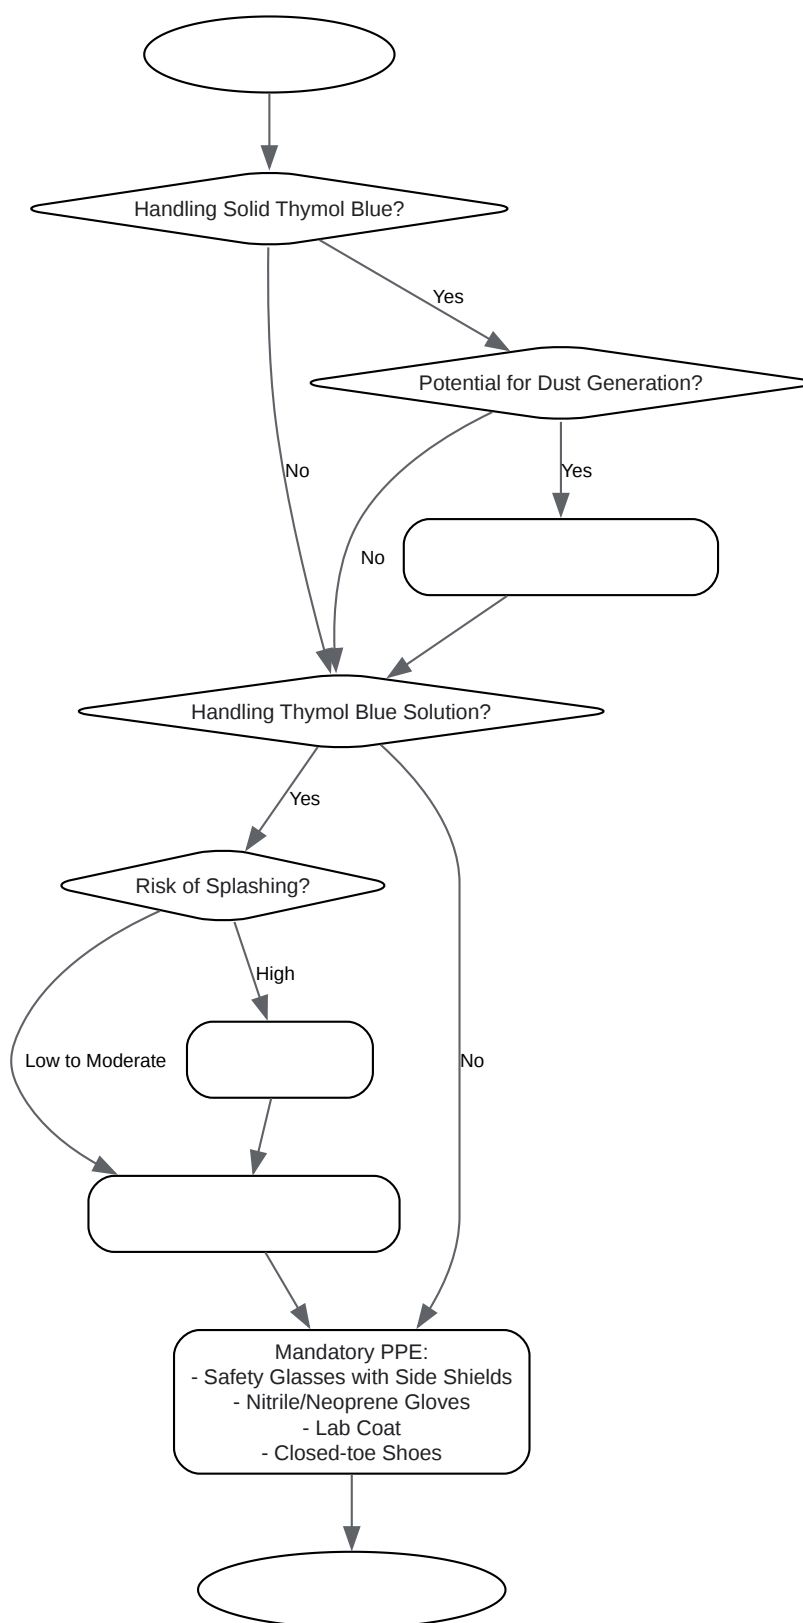 Handling Solid Thymol Blue?
Yes
Potential for Dust Generation?
No
Yes
No
Handling Thymol Blue Solution?
Yes
Risk of Splashing?
High
Low to Moderate
No
Mandatory PPE:
- Safety Glasses with Side Shields
- Nitrile/Neoprene Gloves
- Lab Coat
- Closed-toe Shoes